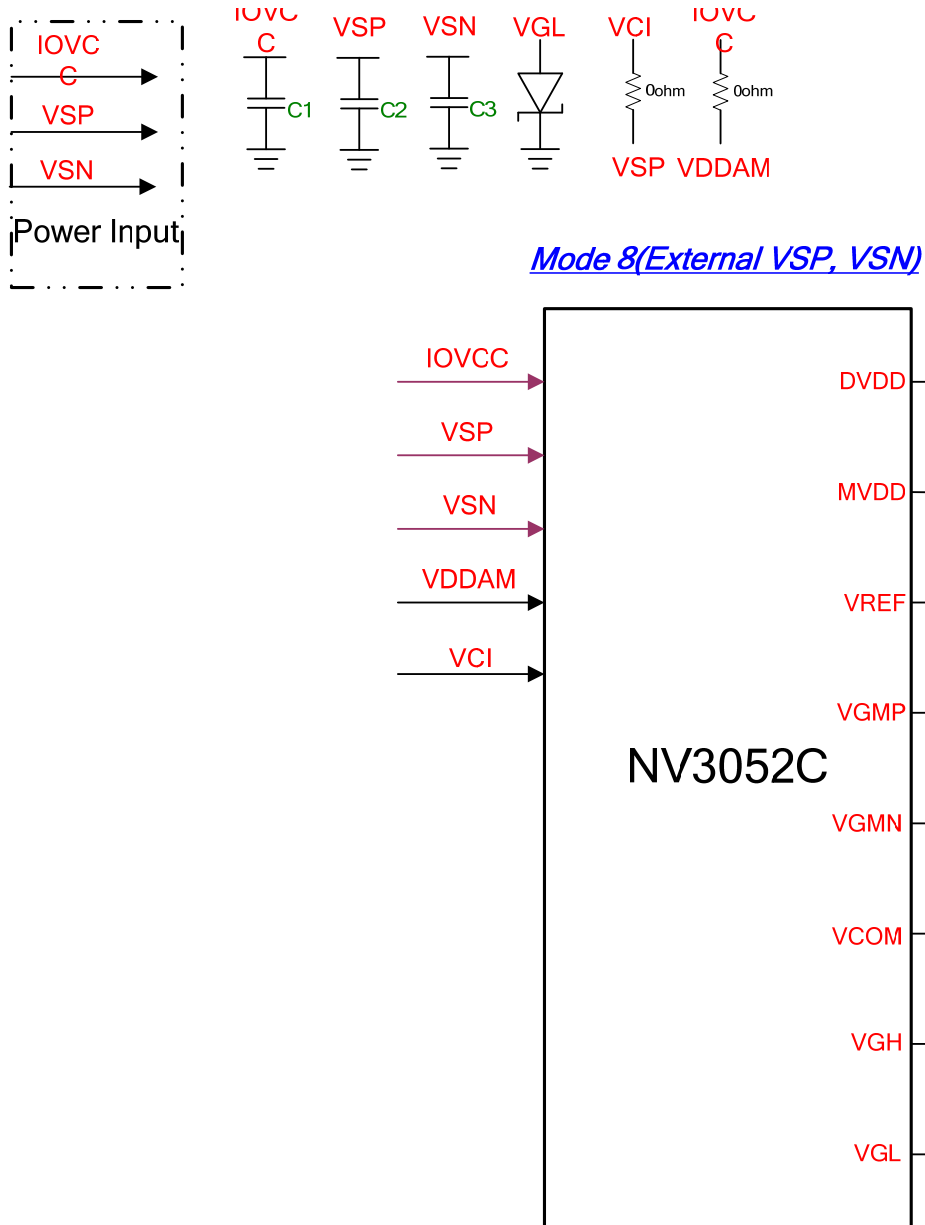 IOVC
C
VSP
VSN
VGL
VCI
IOVC
C
IOVC
C
VSP
VSN
Power Input
C1
C2
C3
0ohm
0ohm
VSP
VDDAM
Mode 8(External VSP, VSN)
IOVCC
VSP
VSN
VDDAM
VCI
NV3052C
DVDD
MVDD
VREF
VGMP
VGMN
VCOM
VGH
VGL